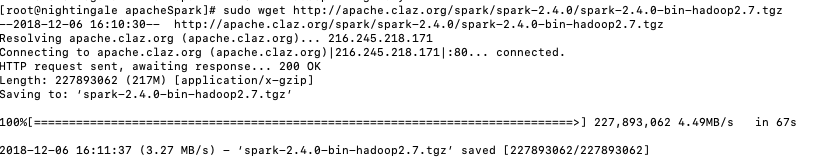 [root@nightingale apacheSpark]# sudo wget http://apache.claz.org/spark/spark-2.4.0/spark-2.4.0-bin-hadoop2.7.tgz
--2018-12-06 16:10:30--  http://apache.claz.org/spark/spark-2.4.0/spark-2.4.0-bin-hadoop2.7.tgz
Resolving apache.claz.org (apache.claz.org)... 216.245.218.171
Connecting to apache.claz.org (apache.claz.org)|216.245.218.171|:80... connected.
HTTP request sent, awaiting response... 200 OK
Length: 227893062 (217M) [application/x-gzip]
Saving to: ‘spark-2.4.0-bin-hadoop2.7.tgz’
100%[=============================================================================>] 227,893,062 4.49MB/s   in 67s
2018-12-06 16:11:37 (3.27 MB/s) - ‘spark-2.4.0-bin-hadoop2.7.tgz’ saved [227893062/227893062]